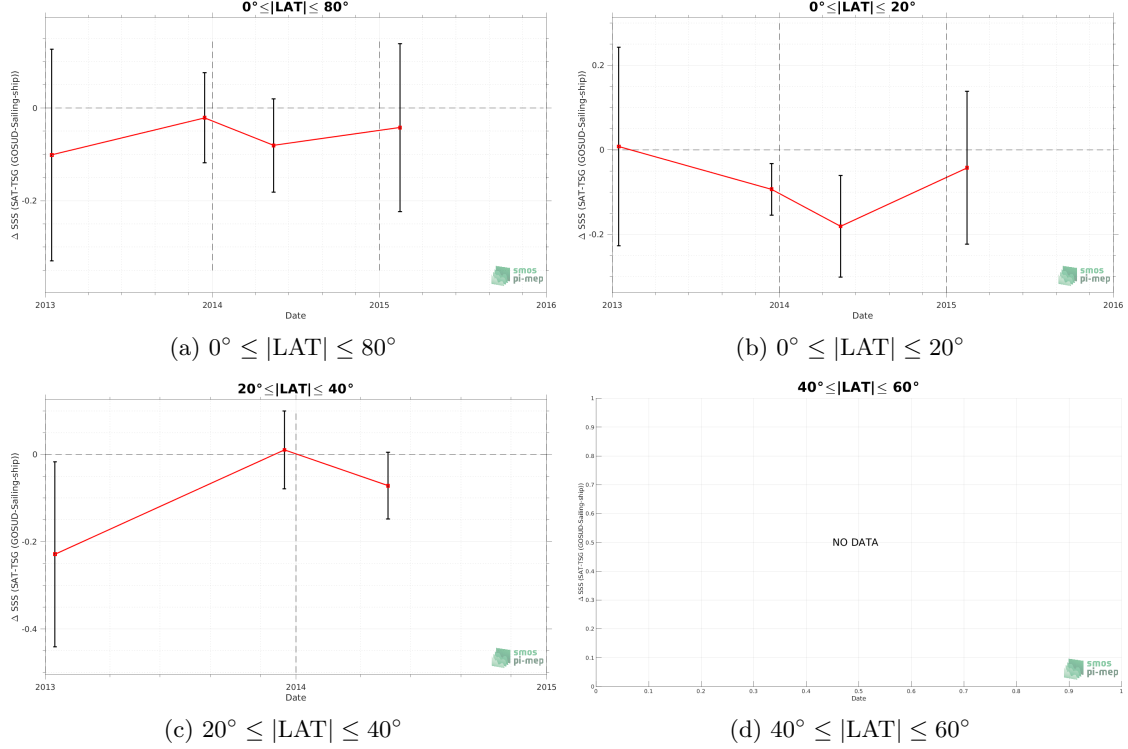 0°≤|LAT|≤ 80°
0
-0.2
Δ SSS (SAT-TSG (GOSUD-Sailing-ship))
2013
2014
2015
2016
Date
smos
pi-mep
(a) 0° ≤ |LAT| ≤ 80°
0°≤|LAT|≤ 20°
0.2
0
-0.2
Δ SSS (SAT-TSG (GOSUD-Sailing-ship))
2013
2014
2015
2016
Date
smos
pi-mep
(b) 0° ≤ |LAT| ≤ 20°
20°≤|LAT|≤ 40°
0
-0.2
-0.4
Δ SSS (SAT-TSG (GOSUD-Sailing-ship))
2013
2014
2015
Date
smos
pi-mep
(c) 20° ≤ |LAT| ≤ 40°
40°≤|LAT|≤ 60°
1
0.9
0.8
0.7
0.6
0.5
0.4
0.3
0.2
0.1
0
Δ SSS (SAT-TSG (GOSUD-Sailing-ship))
NO DATA
0
0.1
0.2
0.3
0.4
0.5
0.6
0.7
0.8
0.9
1
Date
smos
pi-mep
(d) 40° ≤ |LAT| ≤ 60°